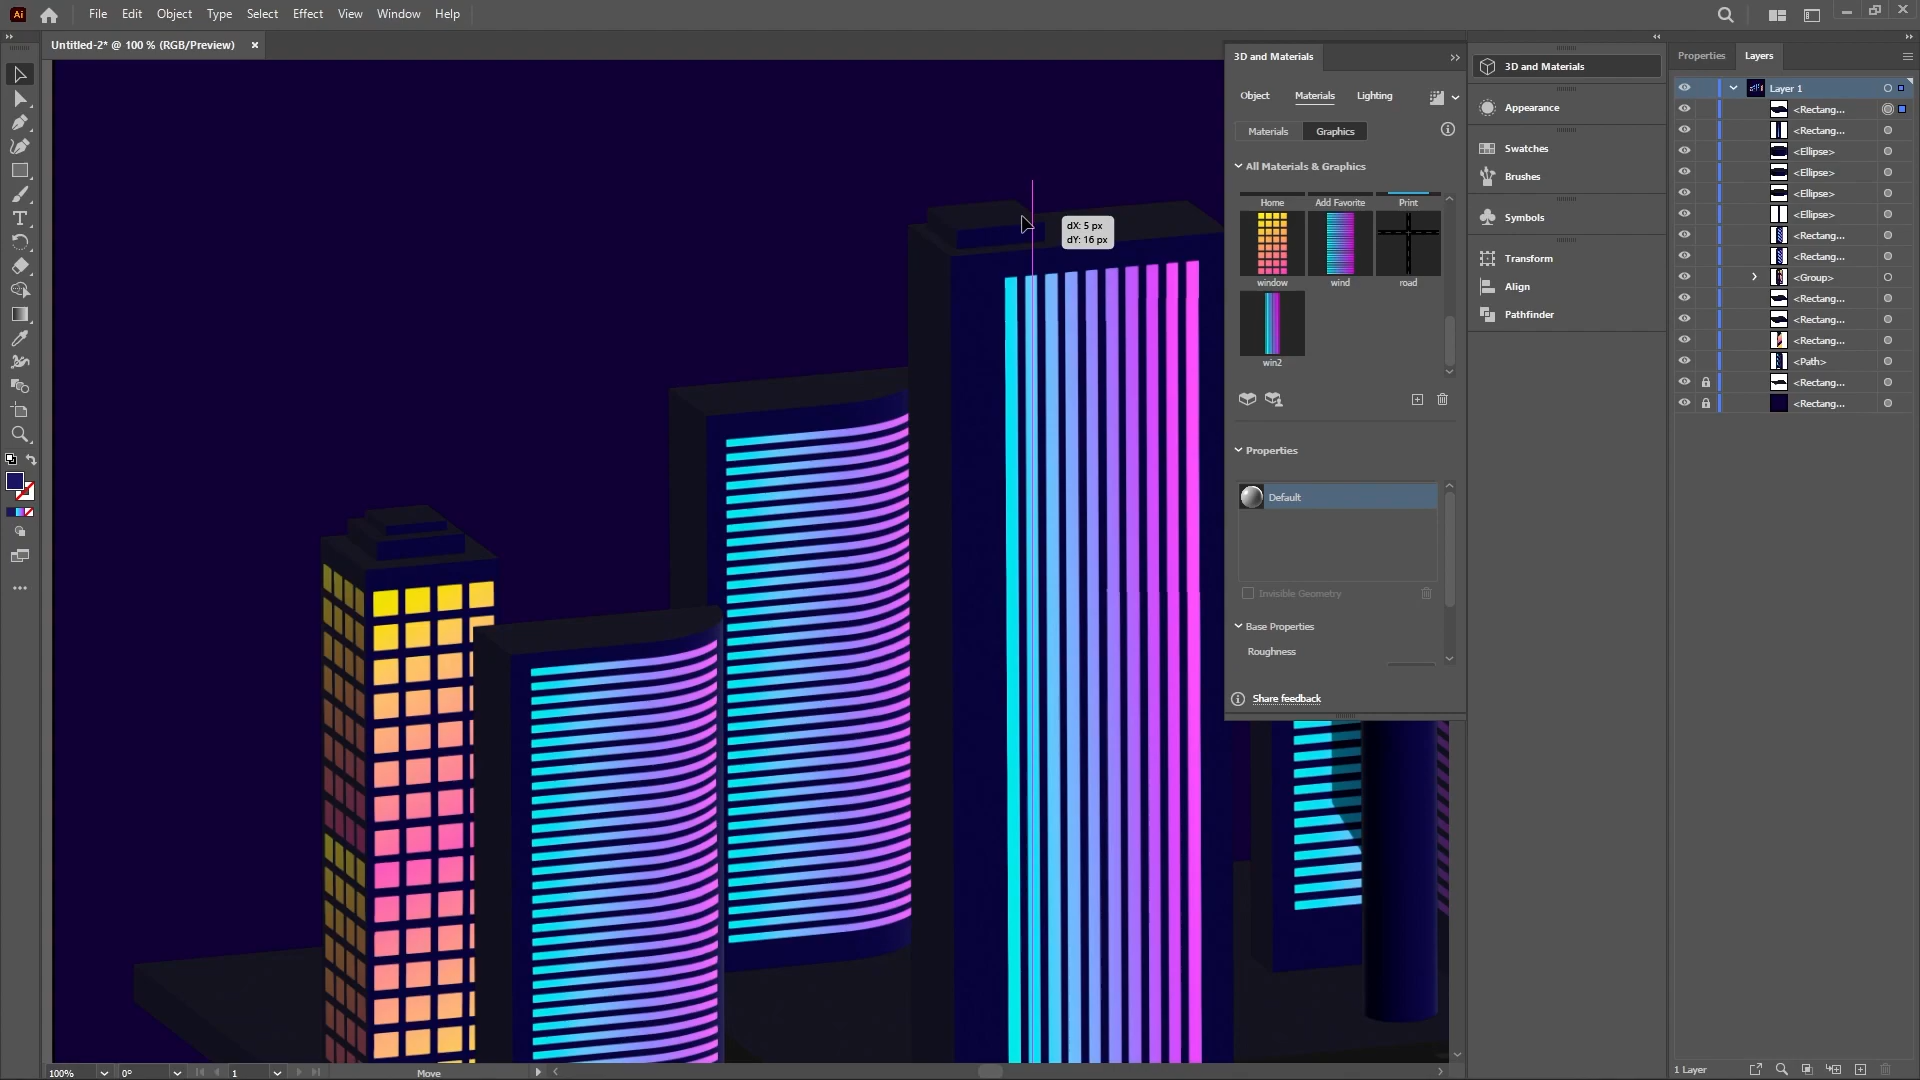 Ai File Edit Object Type Select Effect View Window Help
Untitled-2* @ 100 % (RGB/Preview)
3D and Materials
Object Materials Lighting
Materials Graphics
All Materials & Graphics
Home Add Favorite Print
window wind road
win2
Properties
Default
Invisible Geometry
Base Properties
Roughness
Share feedback
dX: 5 px
dY: 16 px
3D and Materials
Appearance
Swatches
Brushes
Symbols
Transform
Align
Pathfinder
Properties Layers
Layer 1
<Rectang...
<Rectang...
<Ellipse>
<Ellipse>
<Ellipse>
<Ellipse>
<Rectang...
<Rectang...
<Group>
<Rectang...
<Rectang...
<Rectang...
<Path>
<Rectang...
<Rectang...
100% 0° 1 Move
1 Layer